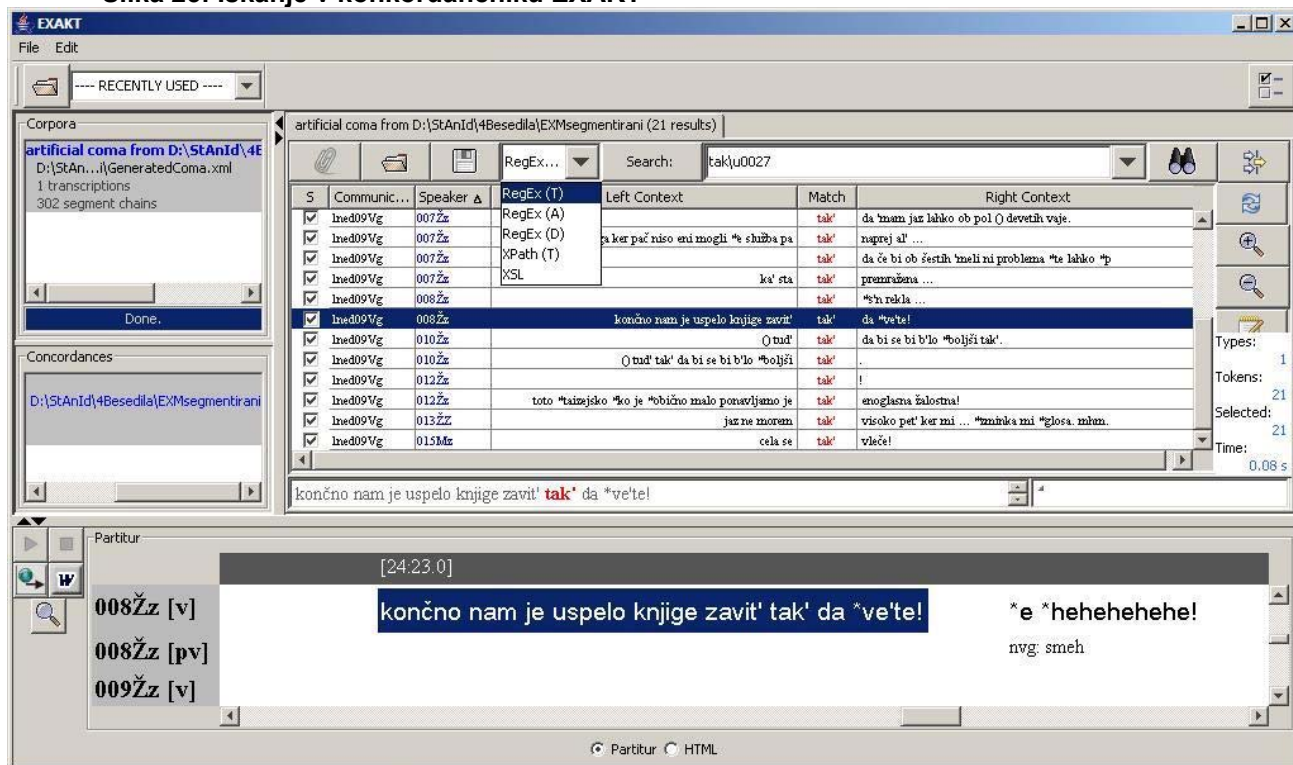 Slika 20: Iskanje v konkordančniku EXAKT
EXAKT
File Edit
---- RECENTLY USED ----
Corpora
artificial coma from D:\StAnId\4E
D:\StAn...i\GeneratedComa.xml
1 transcriptions
302 segment chains
Done.
Concordances
D:\StAnId\4Besedila\EXMsegmentirani
artificial coma from D:\StAnId\4Besedila\EXMsegmentirani (21 results)
RegEx... Search: tak\u0027
RegEx (T)
RegEx (A)
RegEx (D)
XPath (T)
XSL
S Communic... Speaker Left Context Match Right Context
lned09Vg 007Žz tak' da 'mam jaz lahko ob pol () devetih vaje.
lned09Vg 007Žz ker pač niso eni mogli *e služba pa tak' naprej al' ...
lned09Vg 007Žz tak' da če bi ob šestih 'meli ni problema *te lahko *p
lned09Vg 007Žz ka' sta tak' premražena ...
lned09Vg 008Žz tak' *s'n rekla ...
lned09Vg 008Žz končno nam je uspelo knjige zavit' tak' da *ve'te!
lned09Vg 010Žz () tud' tak' da bi se bi b'lo *boljši tak'.
lned09Vg 010Žz () tud' tak' da bi se bi b'lo *boljši tak' .
lned09Vg 012Žz tak' !
lned09Vg 012Žz toto *taizejsko *ko je *obično malo ponavljamo je tak' enoglasna žalostna!
lned09Vg 013ŽZ jaz ne morem tak' visoko pet' ker mi ... *zminka mi *glosa. mhm.
lned09Vg 015Mz cela se tak' vleče!
Types:
1
Tokens:
21
Selected:
21
Time:
0.08 s
končno nam je uspelo knjige zavit' tak' da *ve'te!
Partitur
[24:23.0]
008Žz [v] končno nam je uspelo knjige zavit' tak' da *ve'te! *e *hehehehehe!
008Žz [pv] nvg: smeh
009Žz [v]
Partitur HTML